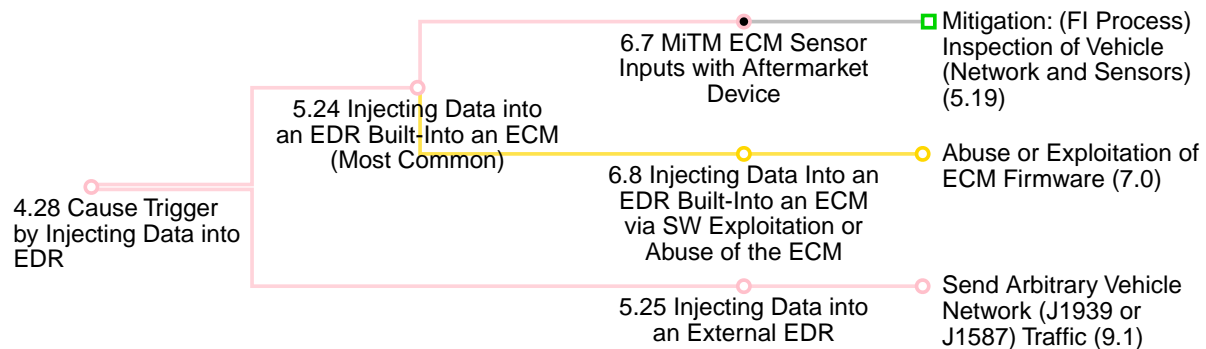 4.28 Cause Trigger
by Injecting Data into
EDR
5.24 Injecting Data into
an EDR Built-Into an ECM
(Most Common)
6.7 MiTM ECM Sensor
Inputs with Aftermarket
Device
Mitigation: (FI Process)
Inspection of Vehicle
(Network and Sensors)
(5.19)
6.8 Injecting Data Into an
EDR Built-Into an ECM
via SW Exploitation or
Abuse of the ECM
Abuse or Exploitation of
ECM Firmware (7.0)
5.25 Injecting Data into
an External EDR
Send Arbitrary Vehicle
Network (J1939 or
J1587) Traffic (9.1)